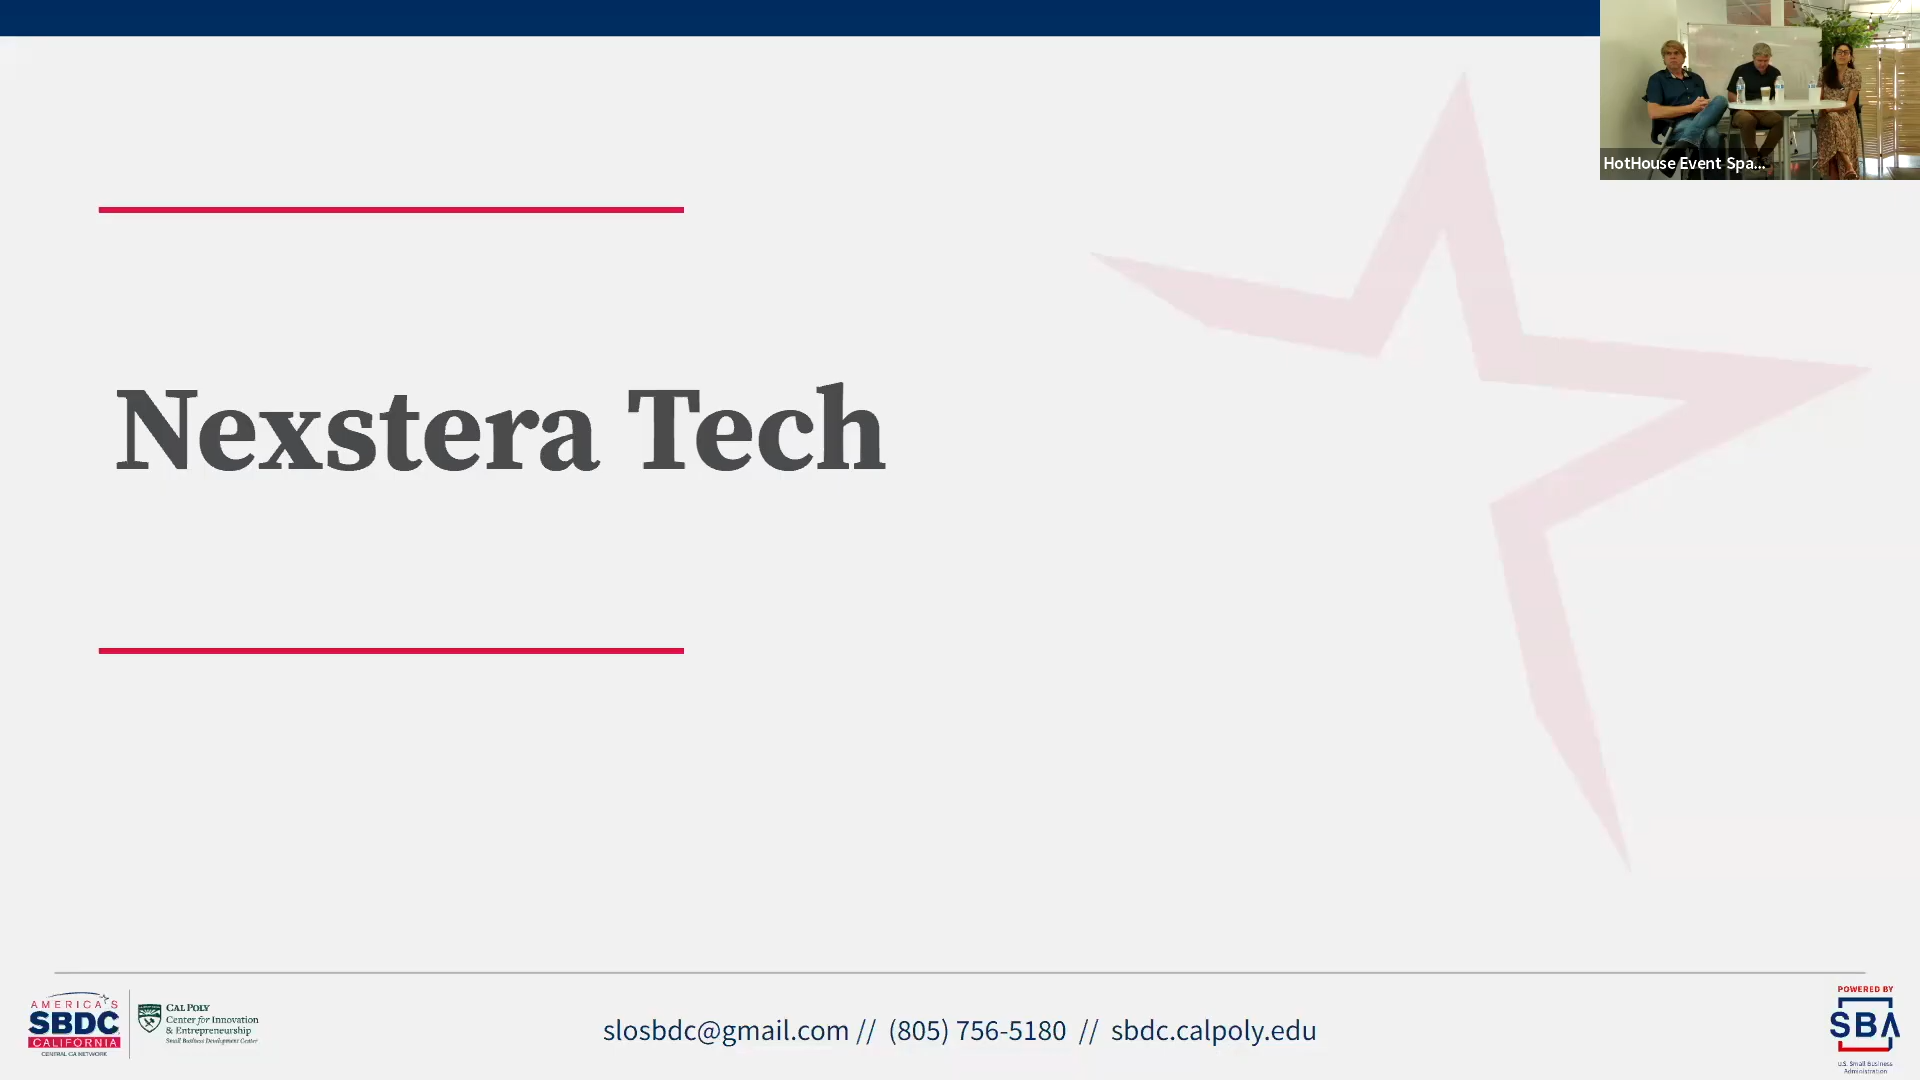 HotHouse Event Spa...
Nexstera Tech
AMERICA'S
SBDC
CALIFORNIA
CENTRAL CA NETWORK
CAL POLY
Center for Innovation
& Entrepreneurship
Small Business Development Center
slosbdc@gmail.com // (805) 756-5180 // sbdc.calpoly.edu
POWERED BY
SBA
U.S. Small Business
Administration